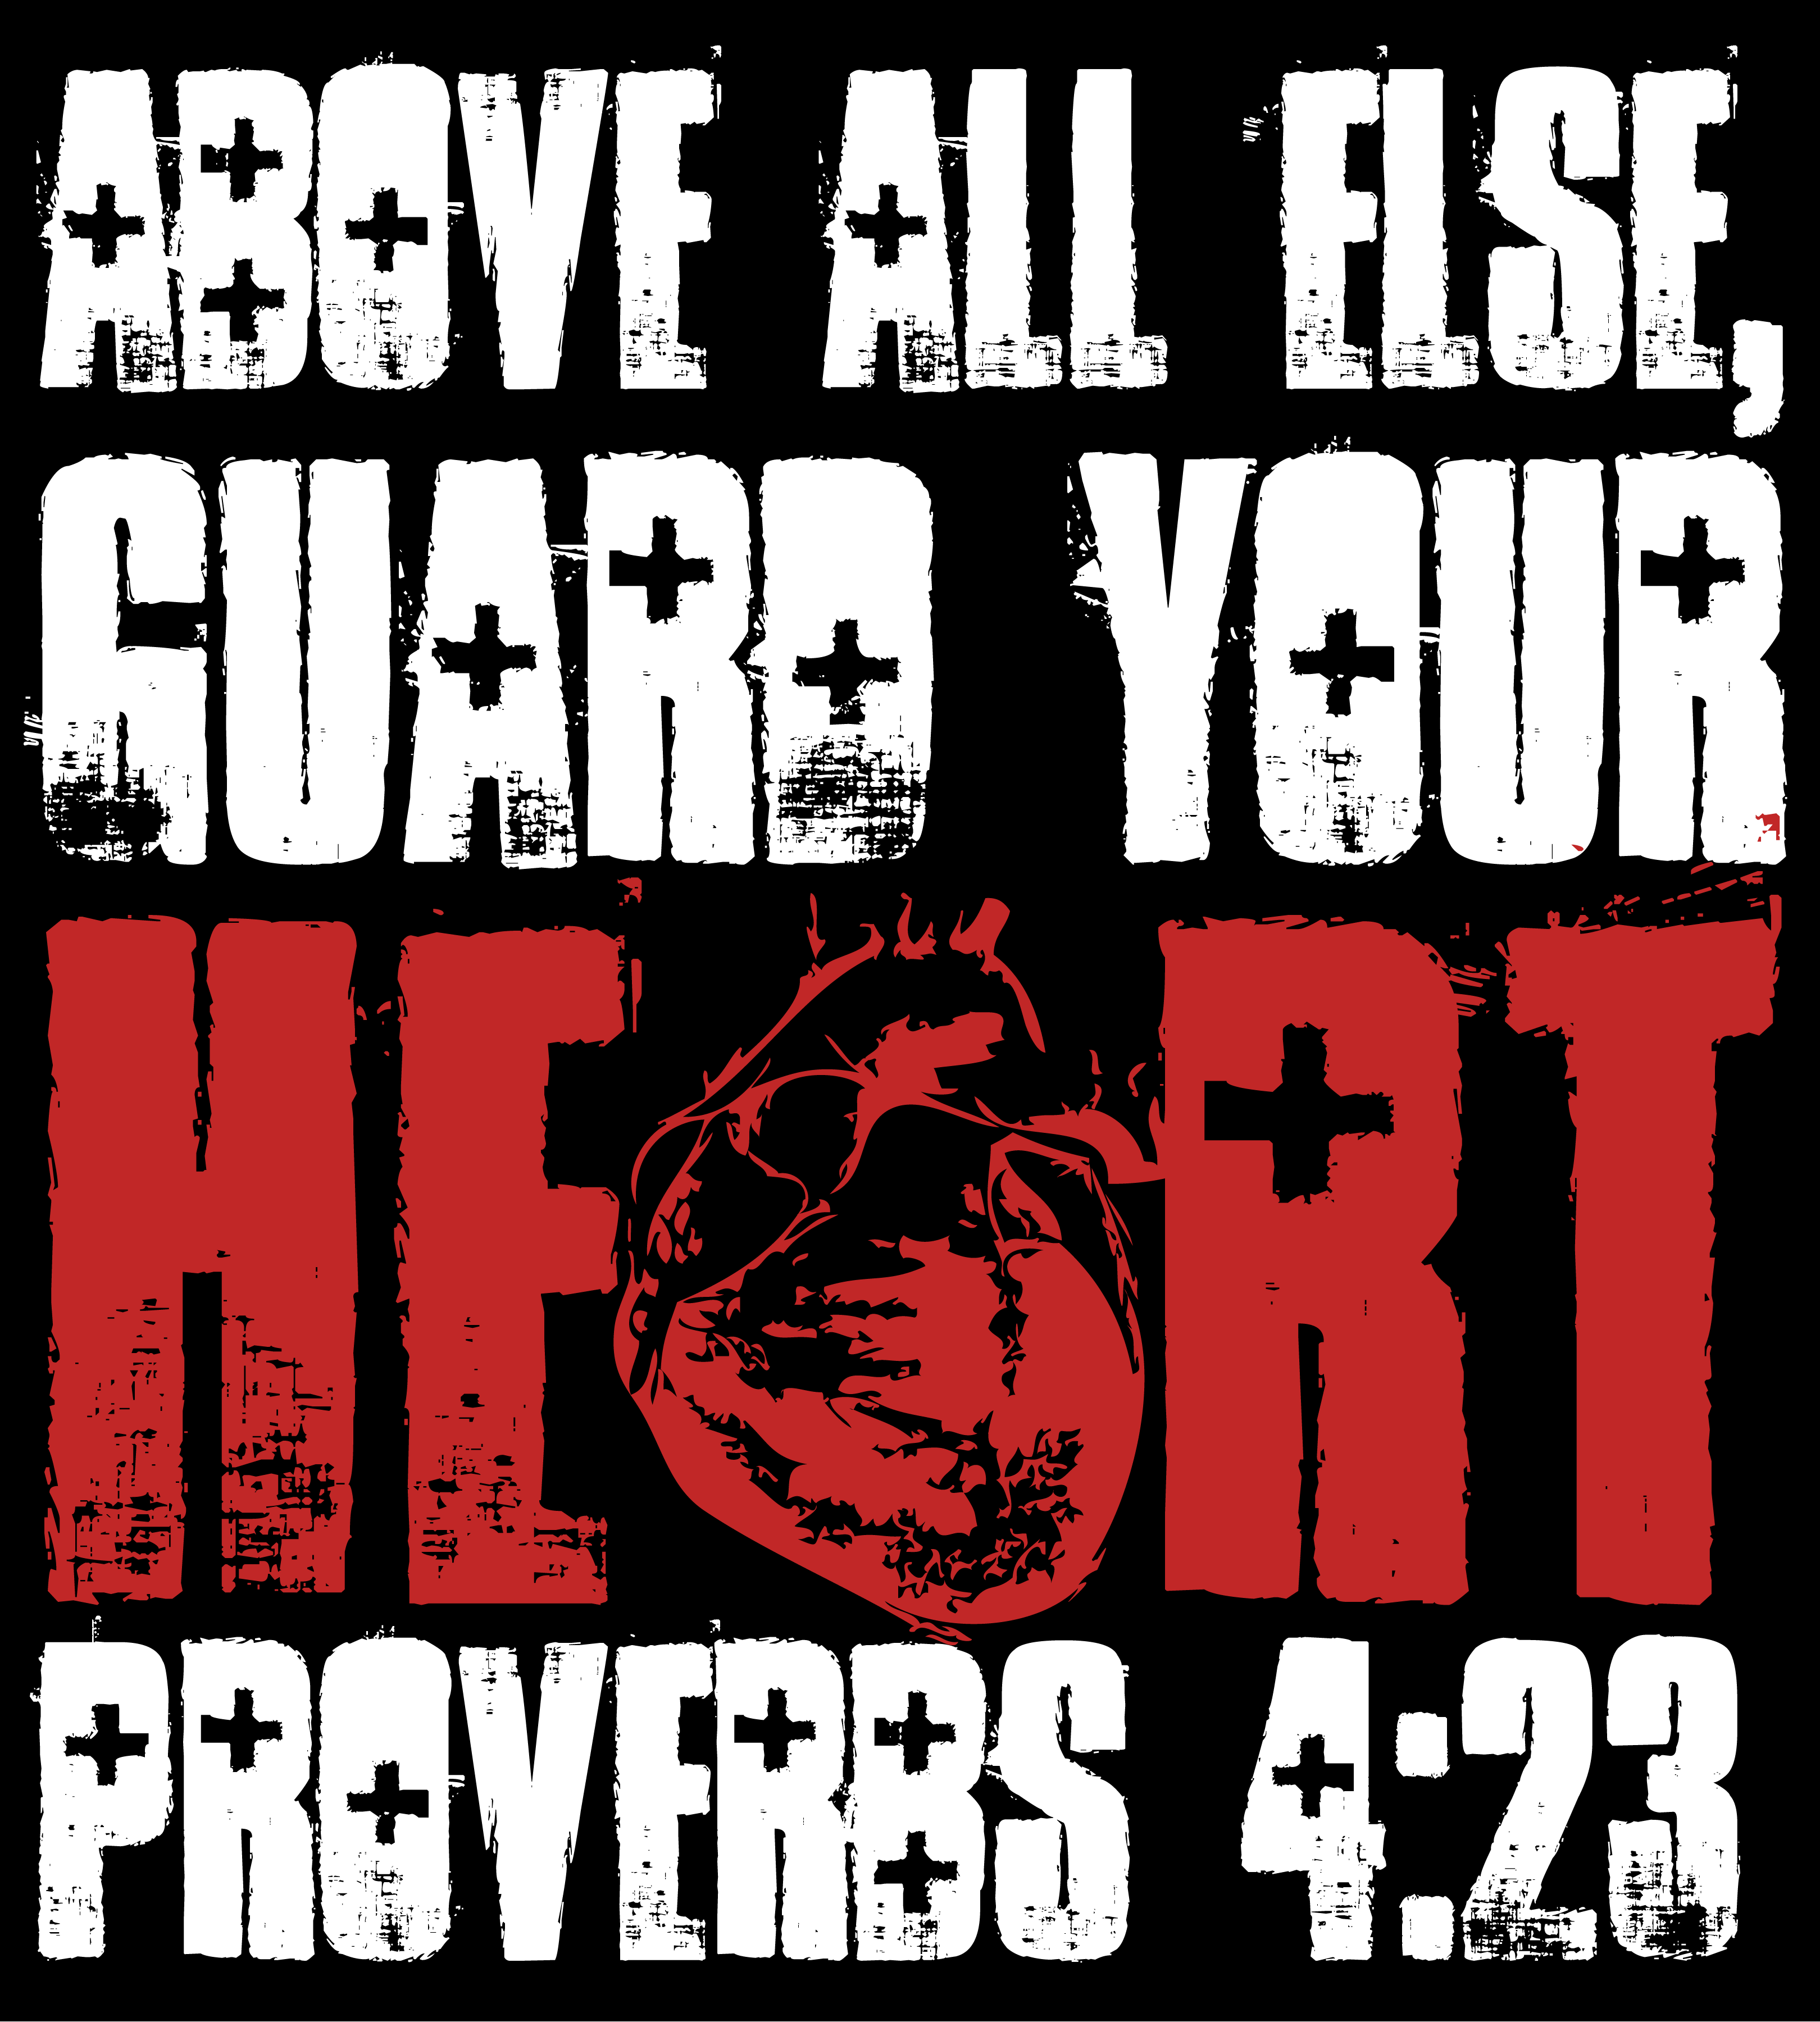 ABOVE ALL ELSE,
GUARD YOUR
HEART
PROVERBS 4:23